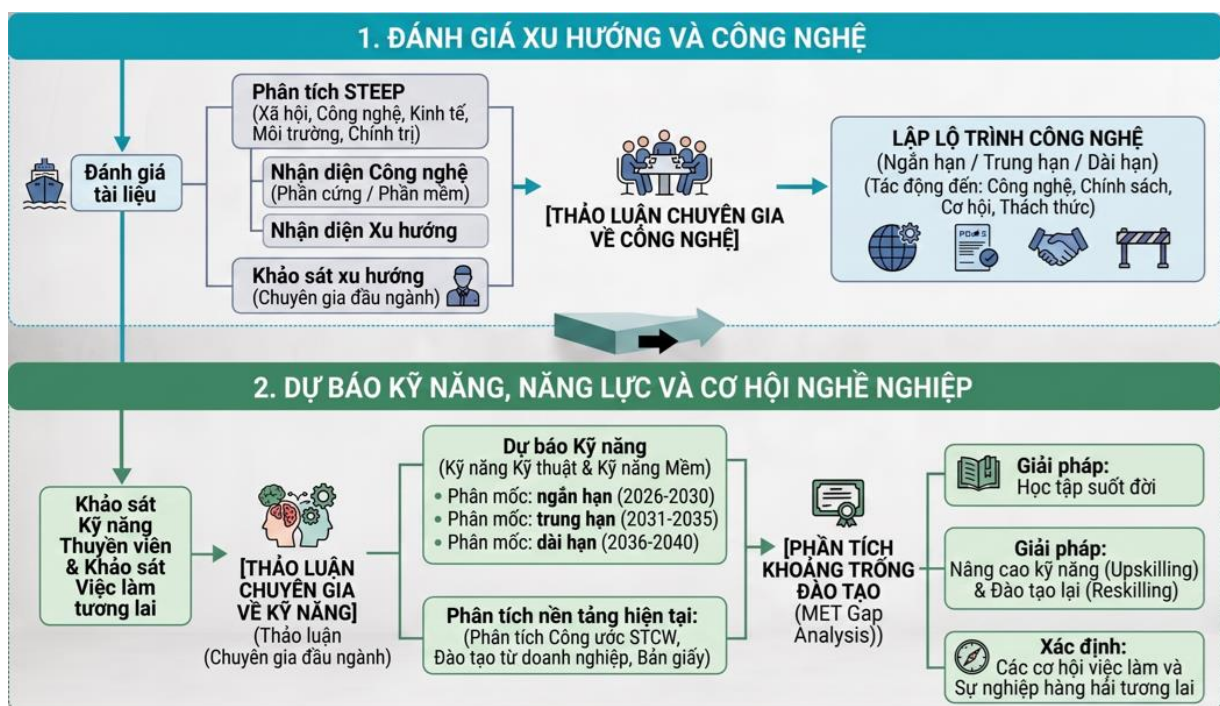 1. ĐÁNH GIÁ XU HƯỚNG VÀ CÔNG NGHỆ
Đánh giá
tài liệu
Phân tích STEEP
(Xã hội, Công nghệ, Kinh tế,
Môi trường, Chính trị)
Nhận diện Công nghệ
(Phần cứng / Phần mềm)
Nhận diện Xu hướng
Khảo sát xu hướng
(Chuyên gia đầu ngành)
[THẢO LUẬN CHUYÊN GIA
VỀ CÔNG NGHỆ]
LẬP LỘ TRÌNH CÔNG NGHỆ
(Ngắn hạn / Trung hạn / Dài hạn)
(Tác động đến: Công nghệ, Chính sách,
Cơ hội, Thách thức)
2. DỰ BÁO KỸ NĂNG, NĂNG LỰC VÀ CƠ HỘI NGHỀ NGHIỆP
Khảo sát
Kỹ năng
Thuyền viên
& Khảo sát
Việc làm
tương lai
[THẢO LUẬN
CHUYÊN GIA
VỀ KỸ NĂNG]
(Thảo luận
(Chuyên gia đầu ngành)
Dự báo Kỹ năng
(Kỹ năng Kỹ thuật & Kỹ năng Mềm)
• Phân mốc: ngắn hạn (2026-2030)
• Phân mốc: trung hạn (2031-2035)
• Phân mốc: dài hạn (2036-2040)
Phân tích nền tảng hiện tại:
(Phân tích Công ước STCW,
Đào tạo từ doanh nghiệp, Bản giấy)
[PHẦN TÍCH
KHOẢNG TRỐNG
ĐÀO TẠO
(MET Gap
Analysis))
Giải pháp:
Học tập suốt đời
Giải pháp:
Nâng cao kỹ năng (Upskilling)
& Đào tạo lại (Reskilling)
Xác định:
Các cơ hội việc làm và
Sự nghiệp hàng hải tương lai